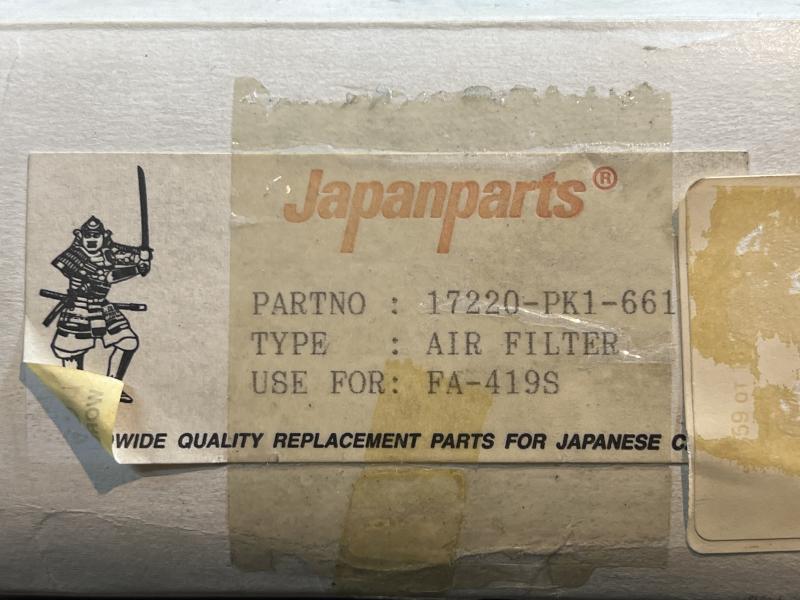 Japanparts®
PARTNO : 17220-PK1-661
TYPE : AIR FILTER
USE FOR: FA-419S
WIDE QUALITY REPLACEMENT PARTS FOR JAPANESE C